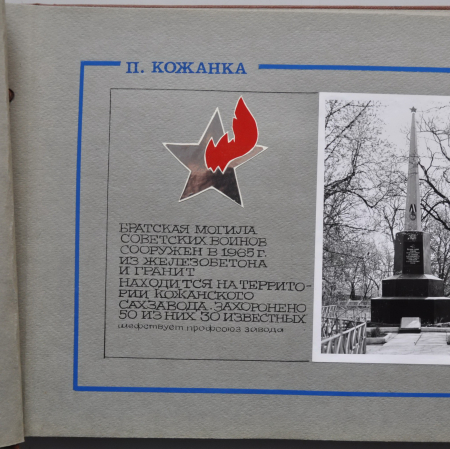 П. КОЖАНКА
БРАТСКАЯ МОГИЛА
СОВЕТСКИХ ВОИНОВ
СООРУЖЕН В 1965 Г.
ИЗ ЖЕЛЕЗОБЕТОНА
И ГРАНИТ
НАХОДИТСЯ НА ТЕРРИТО-
РИИ КОЖАНСКОГО
САХЗАВОДА. ЗАХОРОНЕНО
50 ИЗ НИХ 30 ИЗВЕСТНЫХ
шефствует профсоюз завода